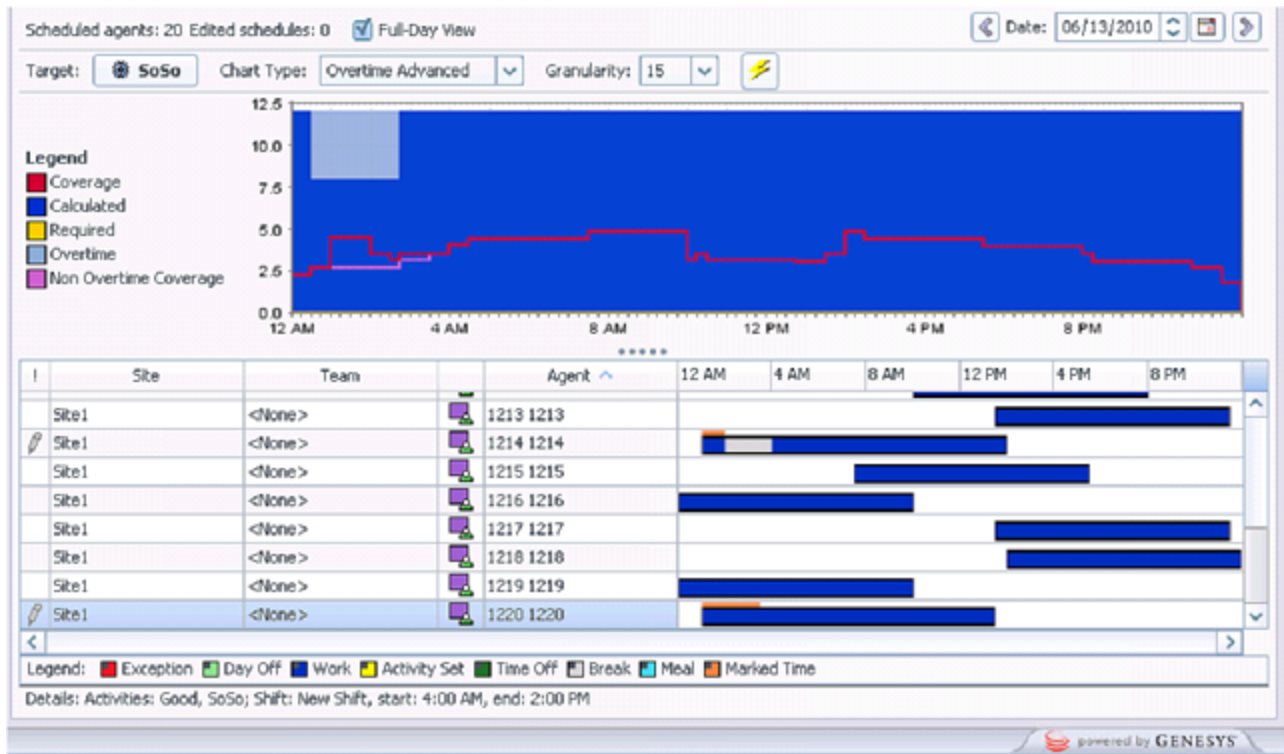 Scheduled agents: 20 Edited schedules: 0 Full-Day View Date: 06/13/2010
Target: SoSo Chart Type: Overtime Advanced Granularity: 15
12.5
10.0
7.5
5.0
2.5
0.0
Legend
Coverage
Calculated
Required
Overtime
Non Overtime Coverage
12 AM 4 AM 8 AM 12 PM 4 PM 8 PM
! Site Team Agent 12 AM 4 AM 8 AM 12 PM 4 PM 8 PM
Site1 <None> 1213 1213
Site1 <None> 1214 1214
Site1 <None> 1215 1215
Site1 <None> 1216 1216
Site1 <None> 1217 1217
Site1 <None> 1218 1218
Site1 <None> 1219 1219
Site1 <None> 1220 1220
Legend: Exception Day Off Work Activity Set Time Off Break Meal Marked Time
Details: Activities: Good, SoSo; Shift: New Shift, start: 4:00 AM, end: 2:00 PM
powered by GENESYS